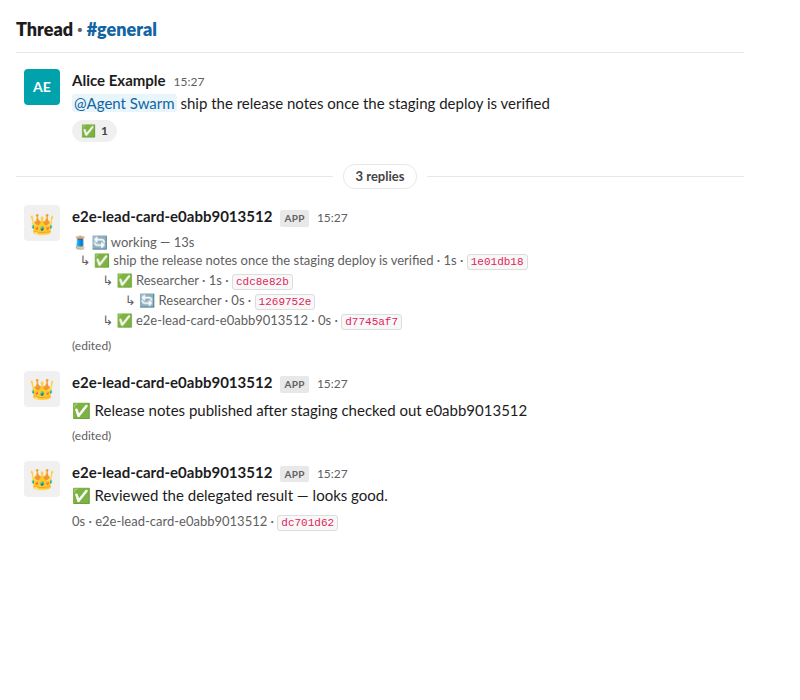 Thread • #general
AE
Alice Example 15:27
@Agent Swarm ship the release notes once the staging deploy is verified
✅ 1
3 replies
e2e-lead-card-e0abb9013512 APP 15:27
🧵 🔄 working — 13s
↳ ✅ ship the release notes once the staging deploy is verified · 1s · 1e01db18
↳ ✅ Researcher · 1s · cdc8e82b
↳ 🔄 Researcher · 0s · 1269752e
↳ ✅ e2e-lead-card-e0abb9013512 · 0s · d7745af7
(edited)
e2e-lead-card-e0abb9013512 APP 15:27
✅ Release notes published after staging checked out e0abb9013512
(edited)
e2e-lead-card-e0abb9013512 APP 15:27
✅ Reviewed the delegated result — looks good.
0s · e2e-lead-card-e0abb9013512 · dc701d62